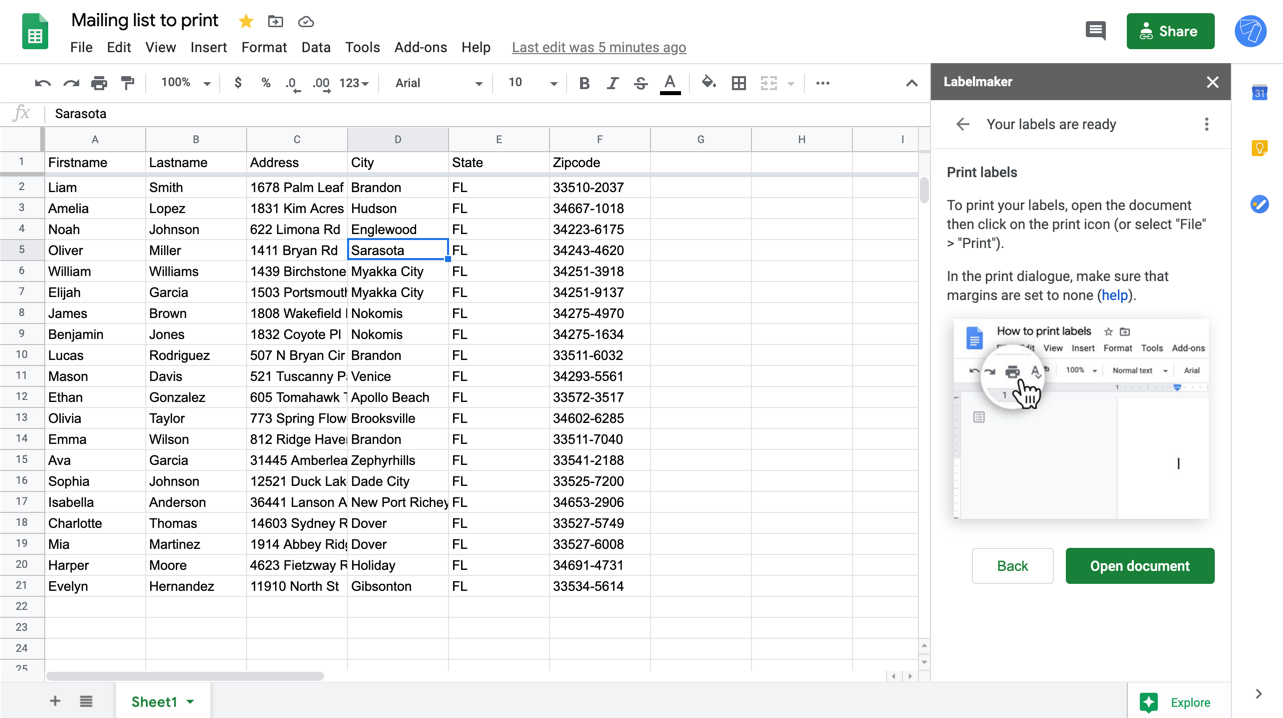 Mailing list to print
File Edit View Insert Format Data Tools Add-ons Help Last edit was 5 minutes ago
Share
100% $ % .0 .00 123 Arial 10 B I S A
fx Sarasota
A B C D E F G H I
1 Firstname Lastname Address City State Zipcode
2 Liam Smith 1678 Palm Leaf Brandon FL 33510-2037
3 Amelia Lopez 1831 Kim Acres Hudson FL 34667-1018
4 Noah Johnson 622 Limona Rd Englewood FL 34223-6175
5 Oliver Miller 1411 Bryan Rd Sarasota FL 34243-4620
6 William Williams 1439 Birchstone Myakka City FL 34251-3918
7 Elijah Garcia 1503 Portsmouth Myakka City FL 34251-9137
8 James Brown 1808 Wakefield Nokomis FL 34275-4970
9 Benjamin Jones 1832 Coyote Pl Nokomis FL 34275-1634
10 Lucas Rodriguez 507 N Bryan Cir Brandon FL 33511-6032
11 Mason Davis 521 Tuscanny Venice FL 34293-5561
12 Ethan Gonzalez 605 Tomahawk Apollo Beach FL 33572-3517
13 Olivia Taylor 773 Spring Flow Brooksville FL 34602-6285
14 Emma Wilson 812 Ridge Have Brandon FL 33511-7040
15 Ava Garcia 31445 Amberlea Zephyrhills FL 33541-2188
16 Sophia Johnson 12521 Duck Lak Dade City FL 33525-7200
17 Isabella Anderson 36441 Lanson A New Port Richey FL 34653-2906
18 Charlotte Thomas 14603 Sydney R Dover FL 33527-5749
19 Mia Martinez 1914 Abbey Ridg Dover FL 33527-6008
20 Harper Moore 4623 Fietzway R Holiday FL 34691-4731
21 Evelyn Hernandez 11910 North St Gibsonton FL 33534-5614
22
23
24
25
Sheet1
Explore
Labelmaker
Your labels are ready
Print labels
To print your labels, open the document
then click on the print icon (or select "File"
> "Print").
In the print dialogue, make sure that
margins are set to none (help).
How to print labels
View Insert Format Tools Add-ons
100% Normal text Arial
1
1
Back Open document
31